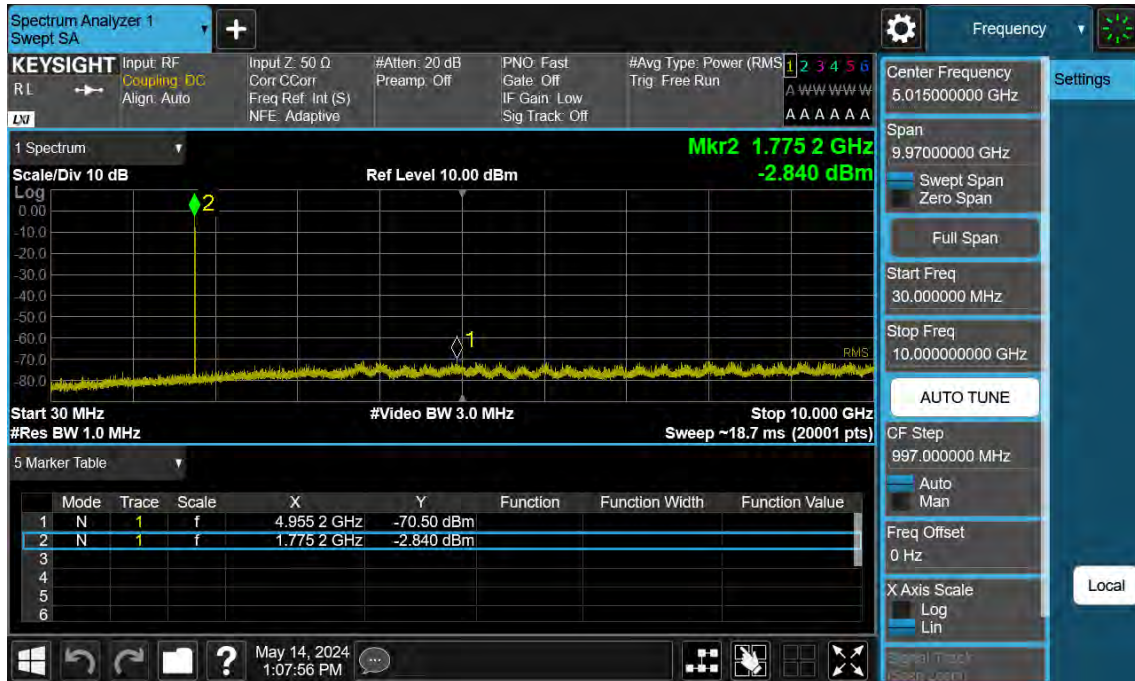 Spectrum Analyzer 1
Swept SA
+
Frequency
KEYSIGHT
RL
LXI
Input: RF
Coupling: DC
Align: Auto
Input Z: 50 Ω
Corr CCorr
Freq Ref: Int (S)
NFE: Adaptive
#Atten: 20 dB
Preamp: Off
PNO: Fast
Gate: Off
IF Gain: Low
Sig Track: Off
#Avg Type: Power (RMS
Trig: Free Run
1 2 3 4 5 6
A W W W W W
A A A A A A
1 Spectrum
Mkr2 1.775 2 GHz
Scale/Div 10 dB
Ref Level 10.00 dBm
-2.840 dBm
Log
0.00
-10.0
-20.0
-30.0
-40.0
-50.0
-60.0
-70.0
-80.0
2
1
RMS
Start 30 MHz
#Video BW 3.0 MHz
Stop 10.000 GHz
#Res BW 1.0 MHz
Sweep ~18.7 ms (20001 pts)
5 Marker Table
Mode Trace Scale X Y Function Function Width Function Value
1 N 1 f 4.955 2 GHz -70.50 dBm
2 N 1 f 1.775 2 GHz -2.840 dBm
3
4
5
6
?
May 14, 2024
1:07:56 PM
Center Frequency
5.015000000 GHz
Settings
Span
9.97000000 GHz
Swept Span
Zero Span
Full Span
Start Freq
30.000000 MHz
Stop Freq
10.000000000 GHz
AUTO TUNE
CF Step
997.000000 MHz
Auto
Man
Freq Offset
0 Hz
X Axis Scale
Log
Lin
Local
Signal Track
(Span Zoom)